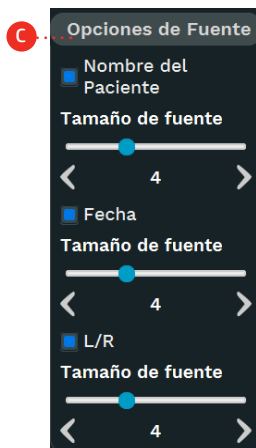 C
Opciones de Fuente
Nombre del
Paciente
Tamaño de fuente
4
Fecha
Tamaño de fuente
4
L/R
Tamaño de fuente
4